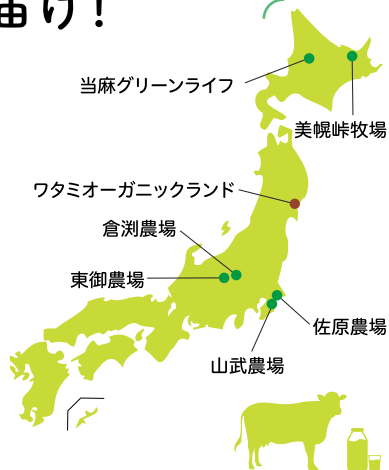 届け!
当麻グリーンライフ
美幌峠牧場
ワタミオーガニックランド
倉渕農場
東御農場
佐原農場
山武農場